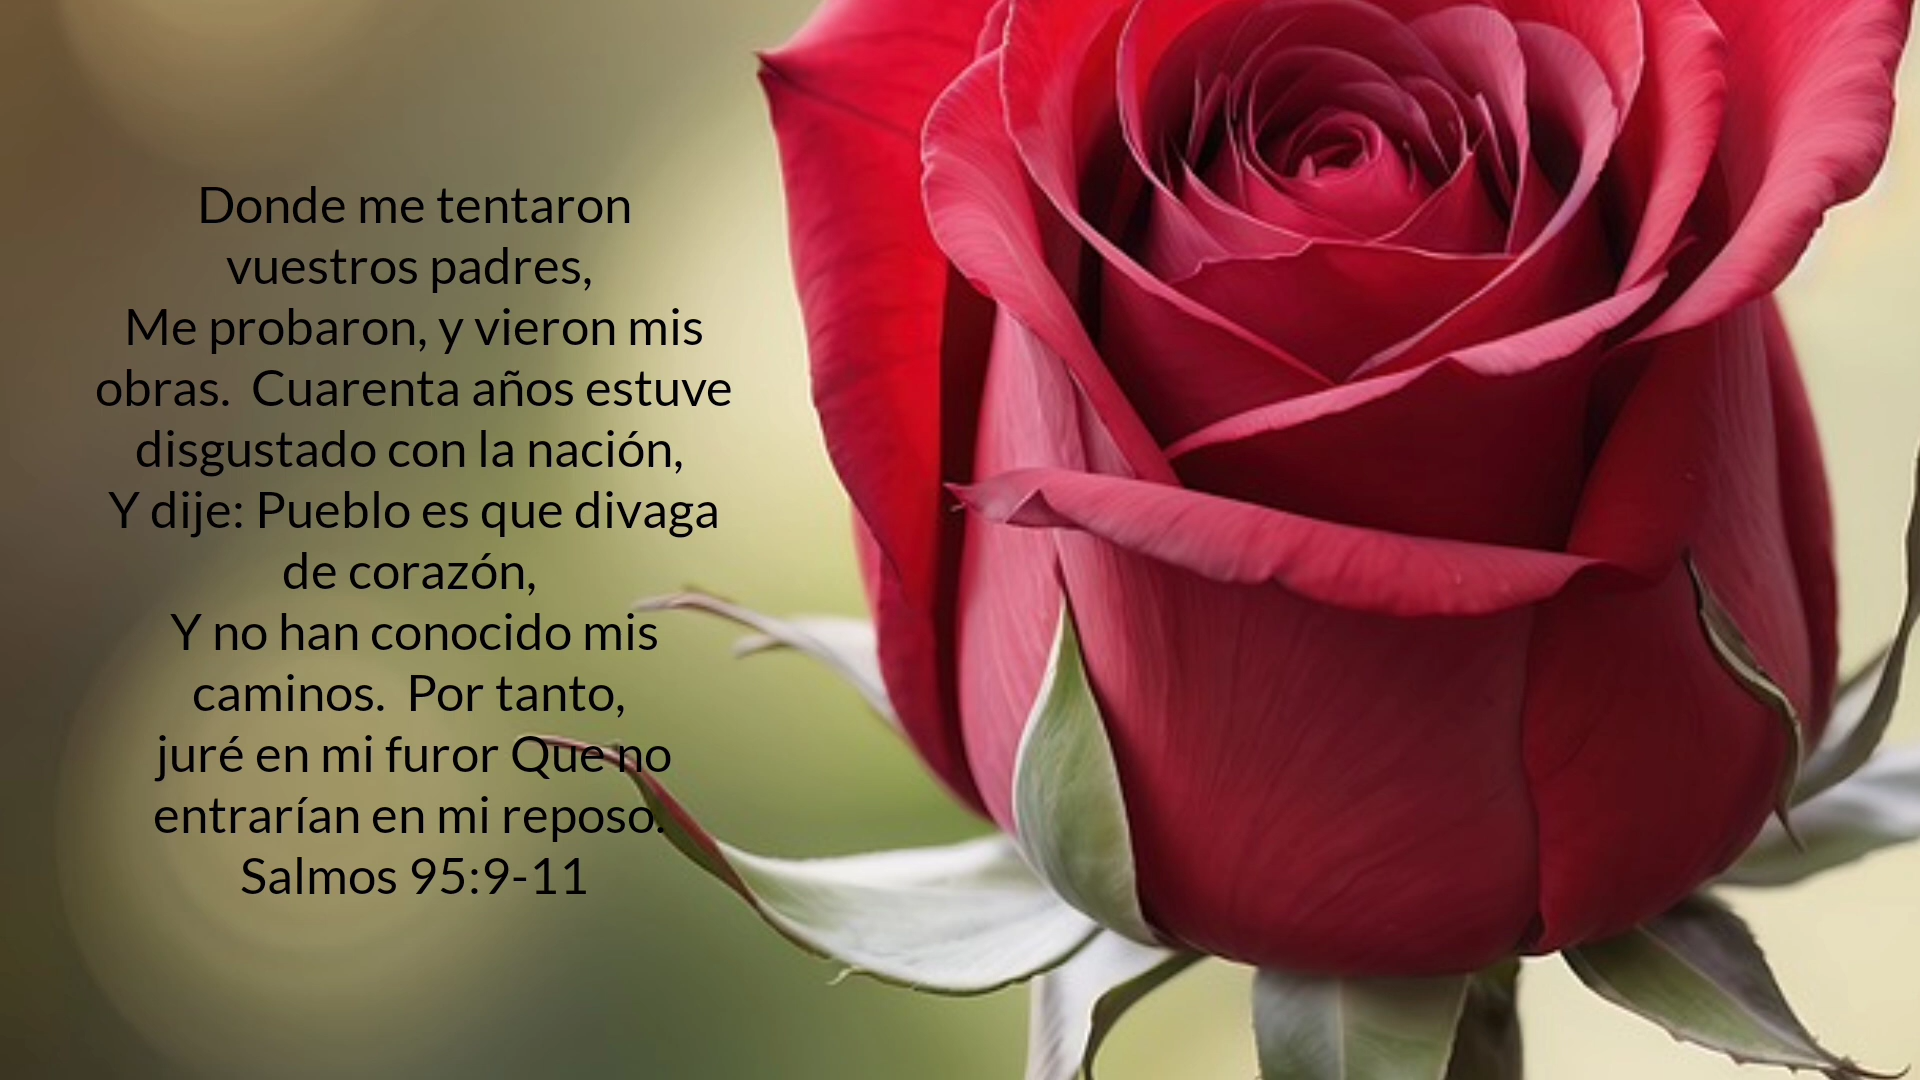 Donde me tentaron
vuestros padres,
Me probaron, y vieron mis
obras.  Cuarenta años estuve
disgustado con la nación,
Y dije: Pueblo es que divaga
de corazón,
Y no han conocido mis
caminos.  Por tanto,
juré en mi furor Que no
entrarían en mi reposo.
Salmos 95:9-11